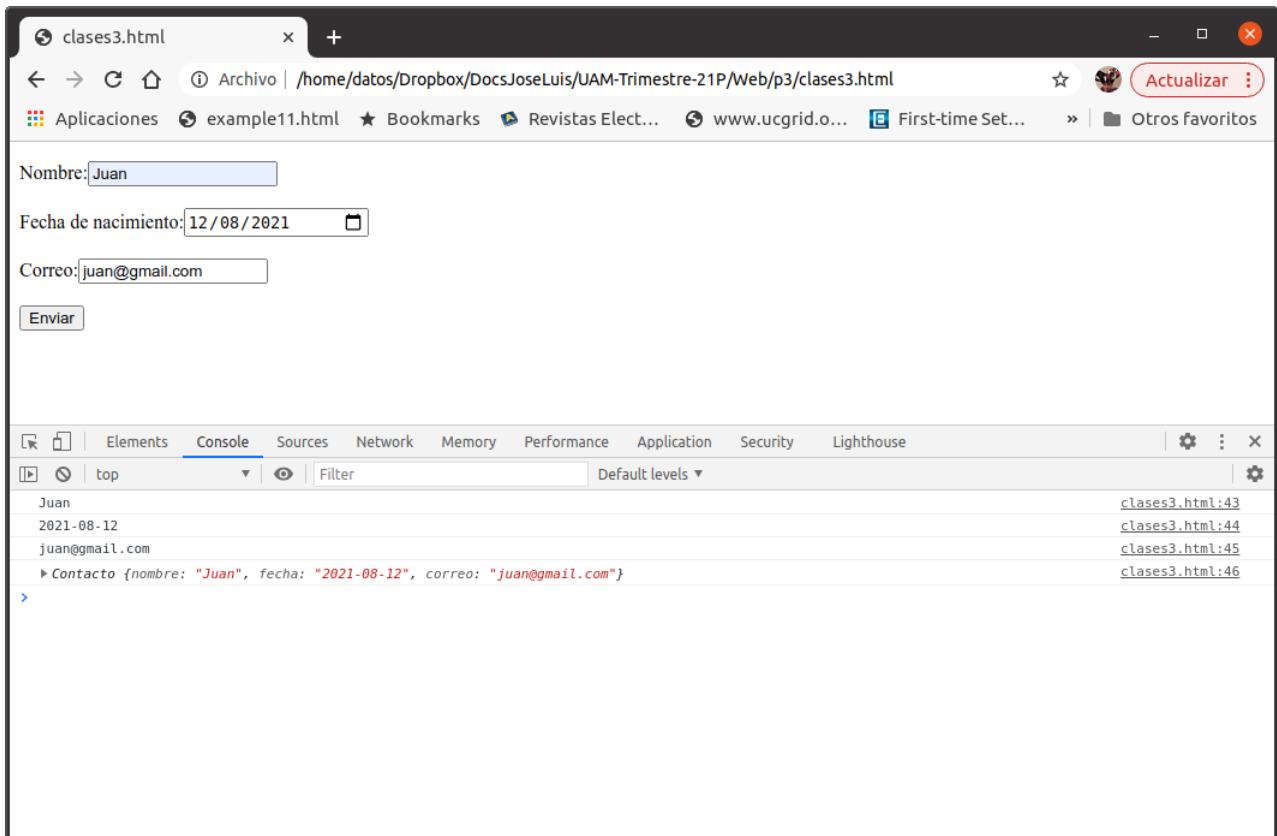 clases3.html
Archivo /home/datos/Dropbox/DocsJoseLuis/UAM-Trimestre-21P/Web/p3/clases3.html Actualizar
Aplicaciones example11.html Bookmarks Revistas Elect... www.ucgrid.o... First-time Set... » Otros favoritos
Nombre: Juan
Fecha de nacimiento: 12/08/2021
Correo: juan@gmail.com
Enviar
Elements Console Sources Network Memory Performance Application Security Lighthouse
top Filter Default levels
Juan clases3.html:43
2021-08-12 clases3.html:44
juan@gmail.com clases3.html:45
Contacto {nombre: "Juan", fecha: "2021-08-12", correo: "juan@gmail.com"} clases3.html:46